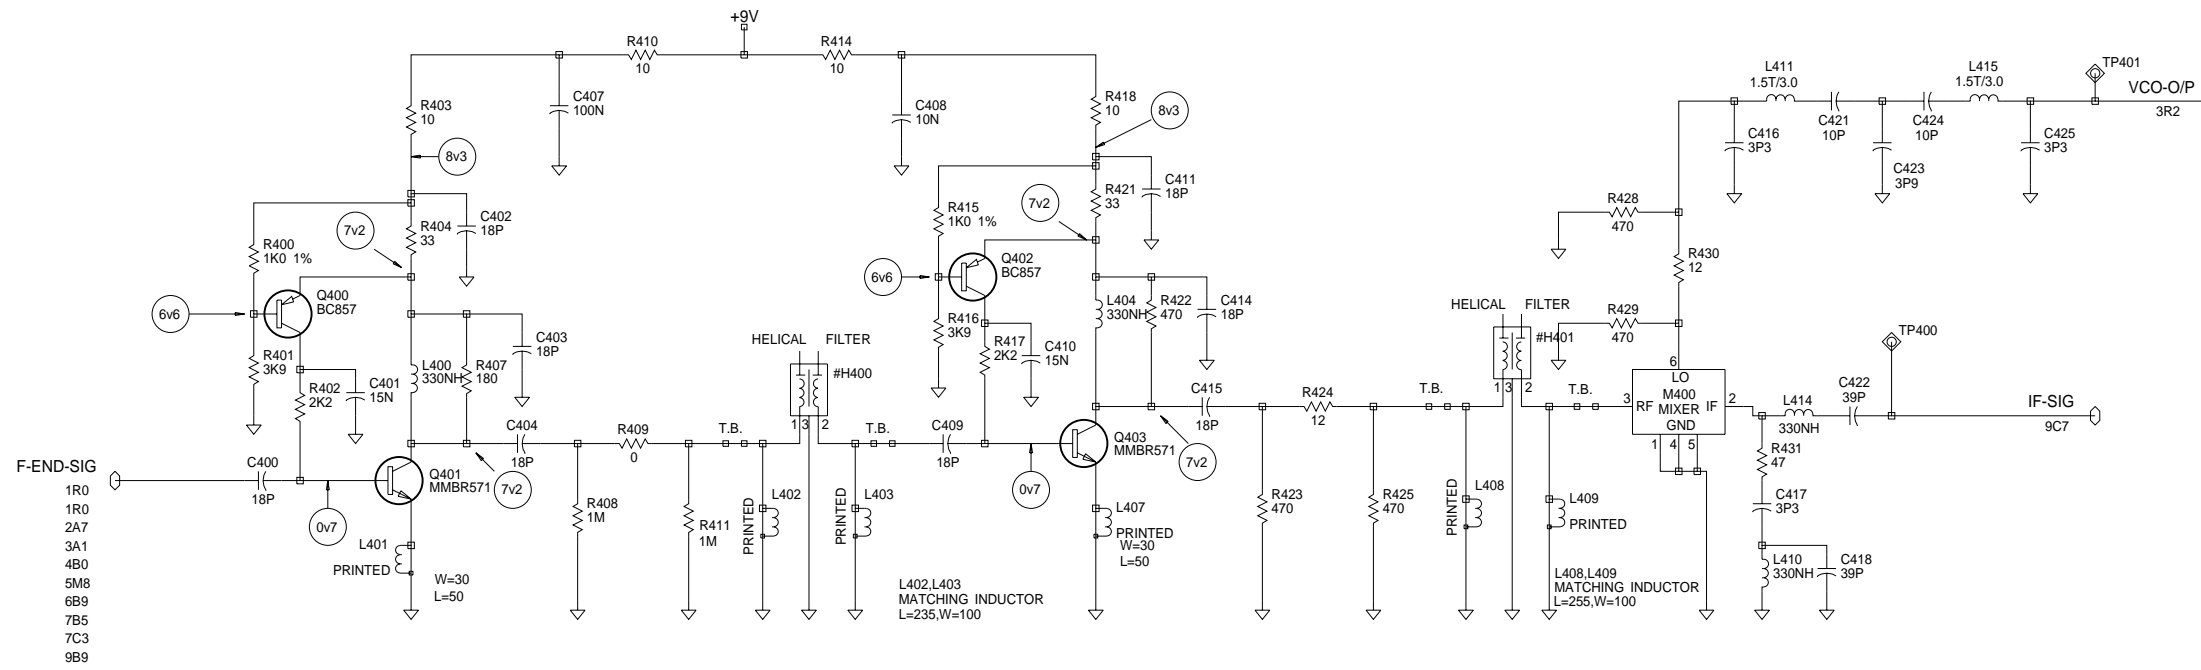 +9V
R410
10
R414
10
R403
10
C407
100N
C408
10N
R418
10
8v3
8v3
L411
1.5T/3.0
L415
1.5T/3.0
TP401
VCO-O/P
3R2
C421
10P
C424
10P
C416
3P3
C423
3P9
C425
3P3
C402
18P
R404
33
7v2
R400
1K0 1%
6v6
Q400
BC857
R401
3K9
R402
2K2
C401
15N
L400
330NH
R407
180
C403
18P
C404
18P
F-END-SIG
1R0
1R0
2A7
3A1
4B0
5M8
6B9
7B5
7C3
9B9
C400
18P
0v7
Q401
MMBR571
7v2
L401
PRINTED
W=30
L=50
R409
0
R408
1M
R411
1M
T.B.
L402
PRINTED
HELICAL FILTER
#H400
1 3 2
L403
PRINTED
T.B.
L402,L403
MATCHING INDUCTOR
L=235,W=100
C409
18P
C411
18P
R421
33
7v2
R415
1K0 1%
6v6
Q402
BC857
R416
3K9
R417
2K2
C410
15N
L404
330NH
R422
470
C414
18P
C415
18P
0v7
Q403
MMBR571
7v2
L407
PRINTED
W=30
L=50
R424
12
R423
470
R425
470
T.B.
L408
PRINTED
HELICAL FILTER
#H401
1 3 2
L409
PRINTED
T.B.
L408,L409
MATCHING INDUCTOR
L=255,W=100
R428
470
R430
12
R429
470
6
LO
3
RF
M400
MIXER
IF
2
GND
1 4 5
TP400
L414
330NH
C422
39P
IF-SIG
9C7
R431
47
C417
3P3
L410
330NH
C418
39P